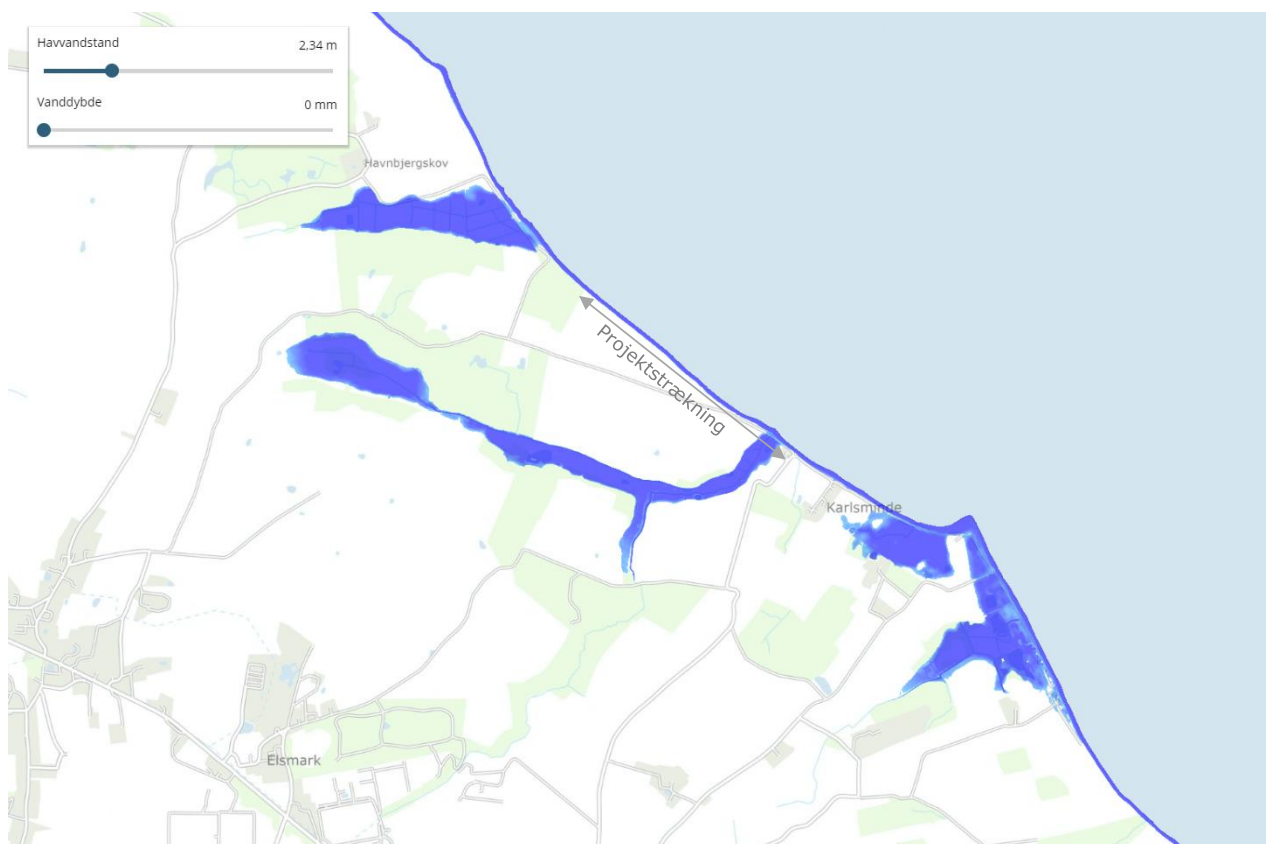 Havvandstand 2,34 m
Vanddybde 0 mm
Havnbjergskov
Projektstrækning
Karlsminde
Elsmark